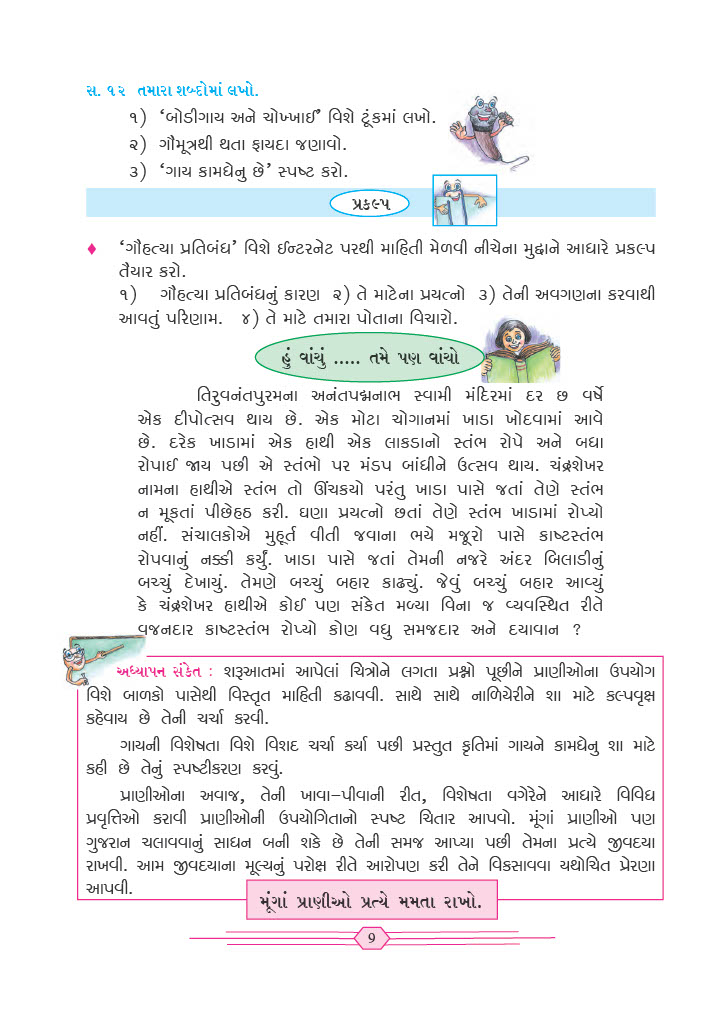 સ. ૧૨ તમારા શબ્દોમાં લખો.
૧) ‘બોડીગાય અને ચોખ્ખાઈ’ વિશે ટૂંકમાં લખો.
૨) ગૌમૂત્રથી થતા ફાયદા જણાવો.
૩) ‘ગાય કામધેનુ છે’ સ્પષ્ટ કરો.
પ્રકલ્પ
♦ ‘ગૌહત્યા પ્રતિબંધ’ વિશે ઈન્ટરનેટ પરથી માહિતી મેળવી નીચેના મુદ્દાને આધારે પ્રકલ્પ
તૈયાર કરો.
૧) ગૌહત્યા પ્રતિબંધનું કારણ ૨) તે માટેના પ્રયત્નો ૩) તેની અવગણના કરવાથી
આવતું પરિણામ. ૪) તે માટે તમારા પોતાના વિચારો.
હું વાંચું ..... તમે પણ વાંચો
તિરુવનંતપુરમના અનંતપદ્મનાભ સ્વામી મંદિરમાં દર છ વર્ષે
એક દીપોત્સવ થાય છે. એક મોટા ચોગાનમાં ખાડા ખોદવામાં આવે
છે. દરેક ખાડામાં એક હાથી એક લાકડાનો સ્તંભ રોપે અને બધા
રોપાઈ જાય પછી એ સ્તંભો પર મંડપ બાંધીને ઉત્સવ થાય. ચંદ્રશેખર
નામના હાથીએ સ્તંભ તો ઊંચકયો પરંતુ ખાડા પાસે જતાં તેણે સ્તંભ
ન મૂકતાં પીછેહઠ કરી. ઘણા પ્રયત્નો છતાં તેણે સ્તંભ ખાડામાં રોપ્યો
નહીં. સંચાલકોએ મુહૂર્ત વીતી જવાના ભયે મજૂરો પાસે કાષ્ટસ્તંભ
રોપવાનું નક્કી કર્યું. ખાડા પાસે જતાં તેમની નજરે અંદર બિલાડીનું
બચ્ચું દેખાયું. તેમણે બચ્ચું બહાર કાઢ્યું. જેવું બચ્ચું બહાર આવ્યું
કે ચંદ્રશેખર હાથીએ કોઈ પણ સંકેત મળ્યા વિના જ વ્યવસ્થિત રીતે
વજનદાર કાષ્ટસ્તંભ રોપ્યો કોણ વધુ સમજદાર અને દયાવાન ?
અધ્યાપન સંકેત : શરૂઆતમાં આપેલાં ચિત્રોને લગતા પ્રશ્નો પૂછીને પ્રાણીઓના ઉપયોગ
વિશે બાળકો પાસેથી વિસ્તૃત માહિતી કઢાવવી. સાથે સાથે નાળિયેરીને શા માટે કલ્પવૃક્ષ
કહેવાય છે તેની ચર્ચા કરવી.
ગાયની વિશેષતા વિશે વિશદ ચર્ચા કર્યા પછી પ્રસ્તુત કૃતિમાં ગાયને કામધેનુ શા માટે
કહી છે તેનું સ્પષ્ટીકરણ કરવું.
પ્રાણીઓના અવાજ, તેની ખાવા-પીવાની રીત, વિશેષતા વગેરેને આધારે વિવિધ
પ્રવૃત્તિઓ કરાવી પ્રાણીઓની ઉપયોગિતાનો સ્પષ્ટ ચિતાર આપવો. મૂંગાં પ્રાણીઓ પણ
ગુજરાન ચલાવવાનું સાધન બની શકે છે તેની સમજ આપ્યા પછી તેમના પ્રત્યે જીવદયા
રાખવી. આમ જીવદયાના મૂલ્યનું પરોક્ષ રીતે આરોપણ કરી તેને વિકસાવવા યથોચિત પ્રેરણા
આપવી.
મૂંગાં પ્રાણીઓ પ્રત્યે મમતા રાખો.
9